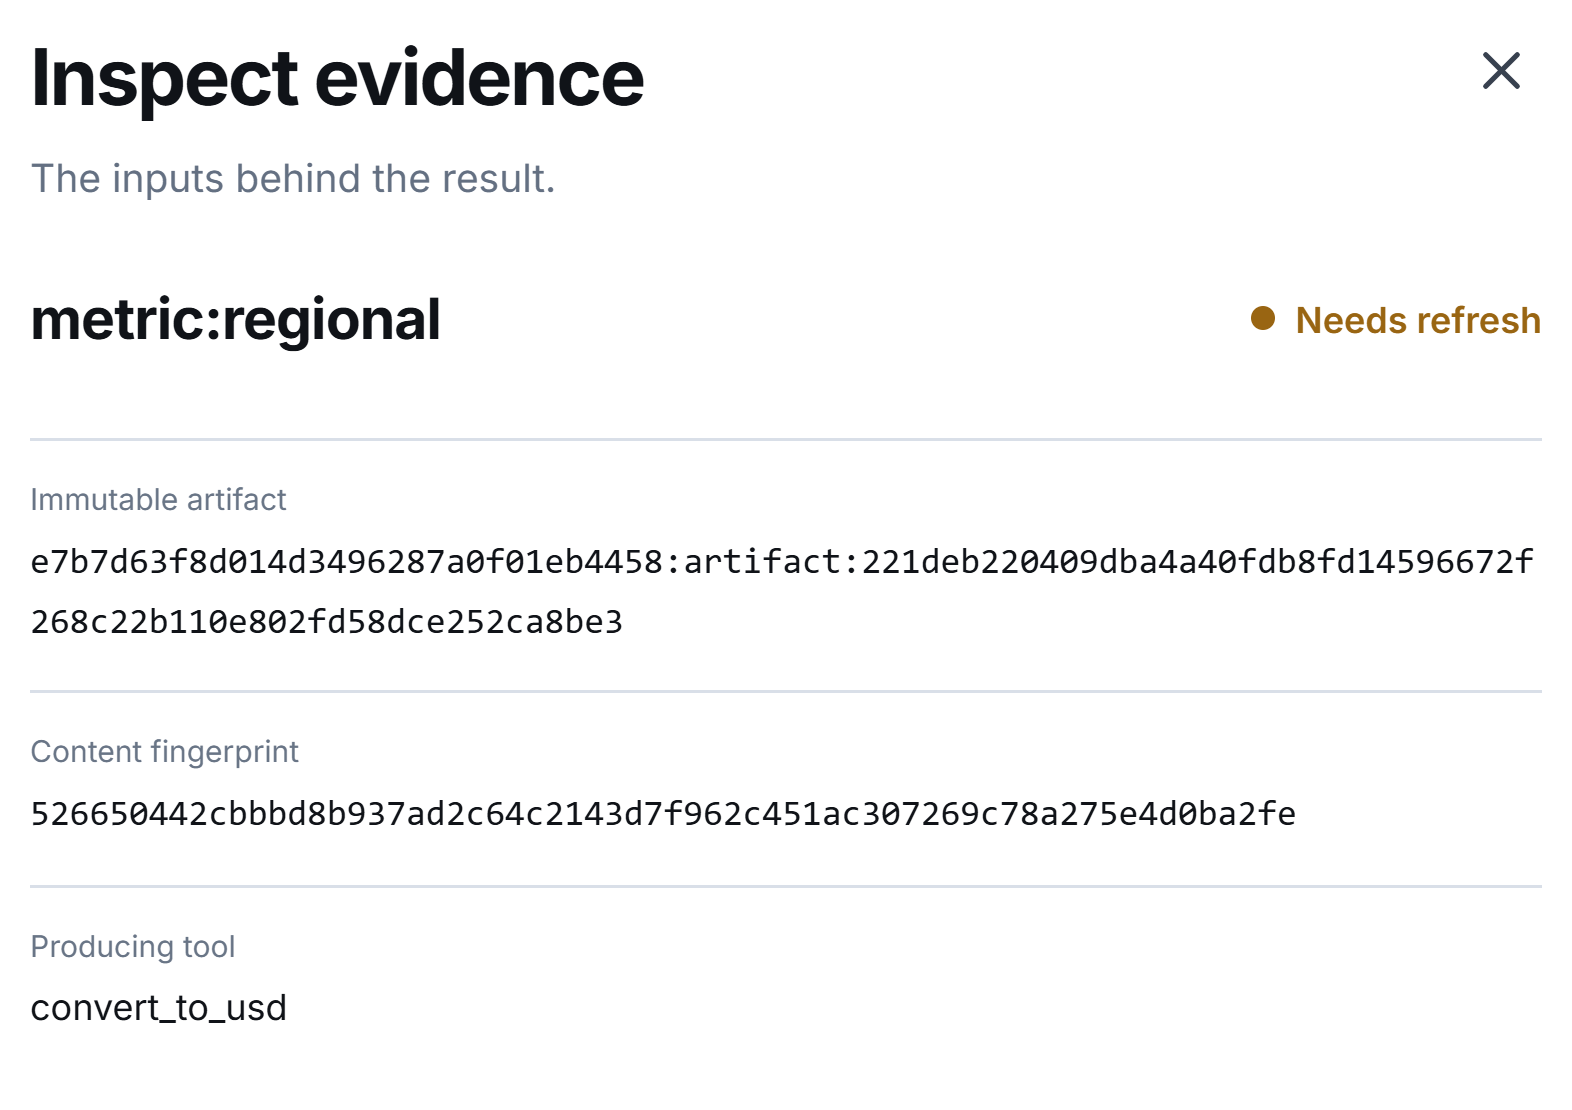 Inspect evidence
The inputs behind the result.
metric:regional
Needs refresh
Immutable artifact
e7b7d63f8d014d3496287a0f01eb4458:artifact:221deb220409dba4a40fdb8fd14596672f
268c22b110e802fd58dce252ca8be3
Content fingerprint
526650442cbbbd8b937ad2c64c2143d7f962c451ac307269c78a275e4d0ba2fe
Producing tool
convert_to_usd